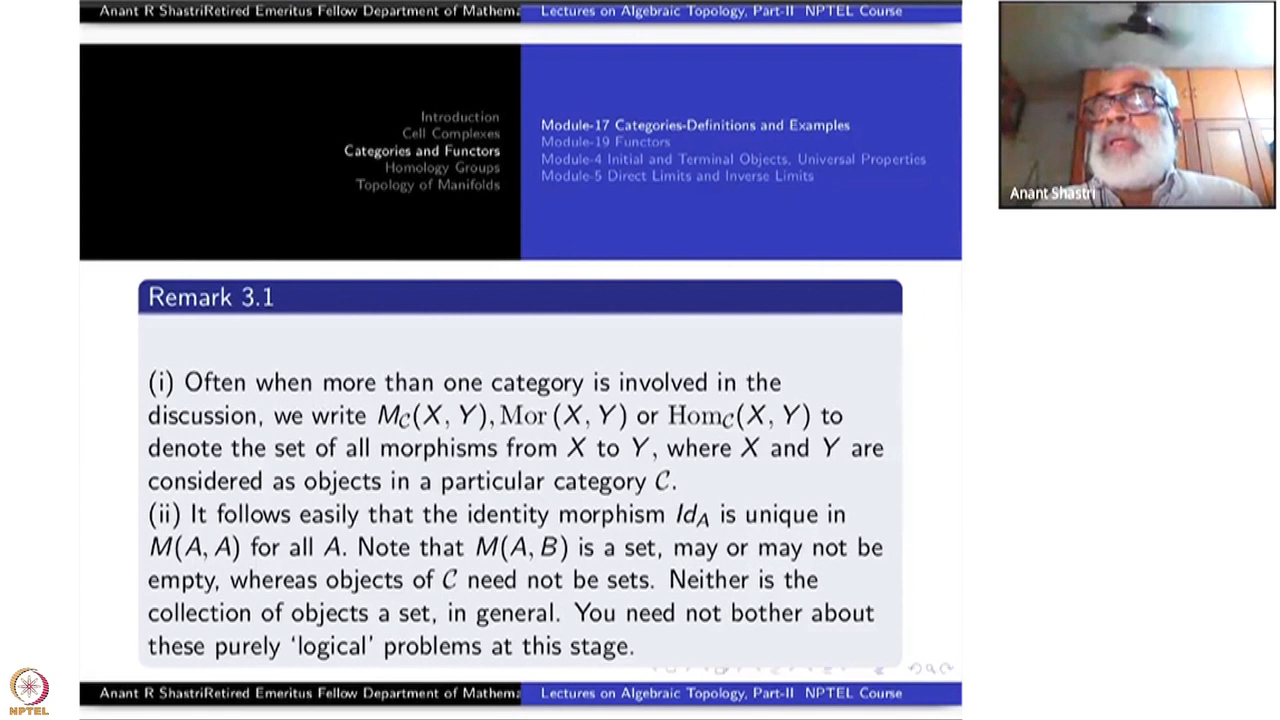 Anant R ShastriRetired Emeritus Fellow Department of Mathema Lectures on Algebraic Topology, Part-II NPTEL Course
Introduction
Cell Complexes
Categories and Functors
Homology Groups
Topology of Manifolds
Module-17 Categories-Definitions and Examples
Module-19 Functors
Module-4 Initial and Terminal Objects, Universal Properties
Module-5 Direct Limits and Inverse Limits
Anant Shastri
Remark 3.1
(i) Often when more than one category is involved in the
discussion, we write M_C(X, Y), Mor (X, Y) or Hom_C(X, Y) to
denote the set of all morphisms from X to Y, where X and Y are
considered as objects in a particular category C.
(ii) It follows easily that the identity morphism Id_A is unique in
M(A, A) for all A. Note that M(A, B) is a set, may or may not be
empty, whereas objects of C need not be sets. Neither is the
collection of objects a set, in general. You need not bother about
these purely ‘logical’ problems at this stage.
Anant R ShastriRetired Emeritus Fellow Department of Mathema Lectures on Algebraic Topology, Part-II NPTEL Course
NPTEL